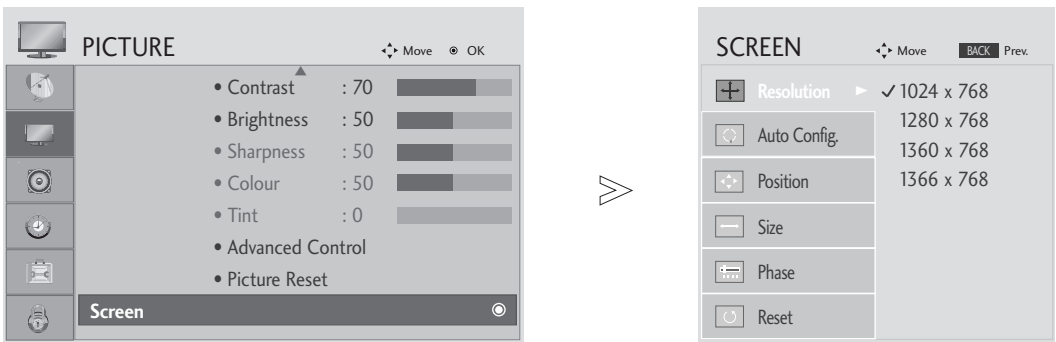 PICTURE
Move OK
• Contrast : 70
• Brightness : 50
• Sharpness : 50
• Colour : 50
• Tint : 0
• Advanced Control
• Picture Reset
Screen
SCREEN
Move BACK Prev.
Resolution
✓ 1024 x 768
1280 x 768
1360 x 768
1366 x 768
Auto Config.
Position
Size
Phase
Reset